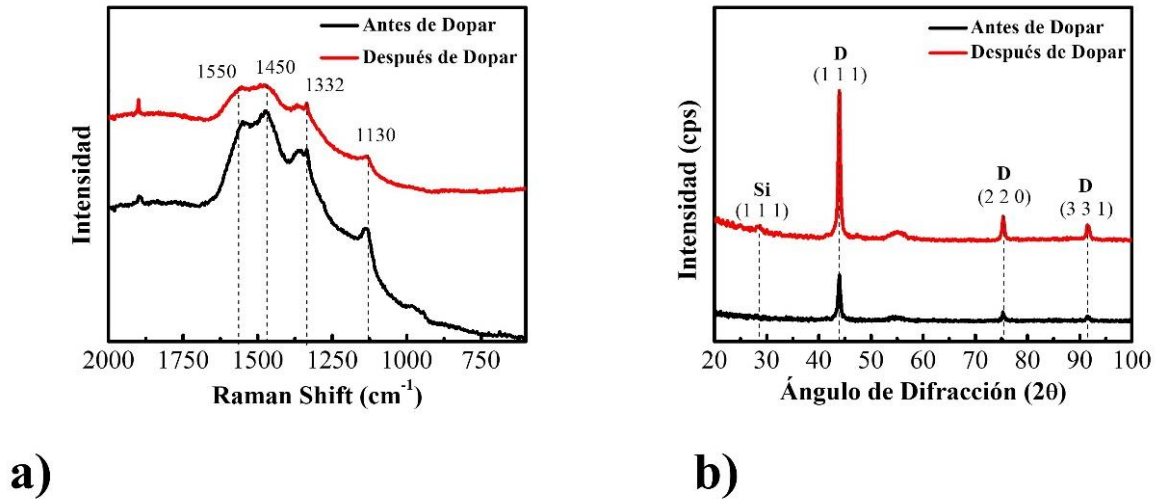 Antes de Dopar
Después de Dopar
1550
1450
1332
1130
Intensidad
2000
1750
1500
1250
1000
750
Raman Shift (cm⁻¹)
a)
Antes de Dopar
Después de Dopar
D
(1 1 1)
Si
(1 1 1)
D
(2 2 0)
D
(3 3 1)
Intensidad (cps)
20
30
40
50
60
70
80
90
100
Ángulo de Difracción (2θ)
b)